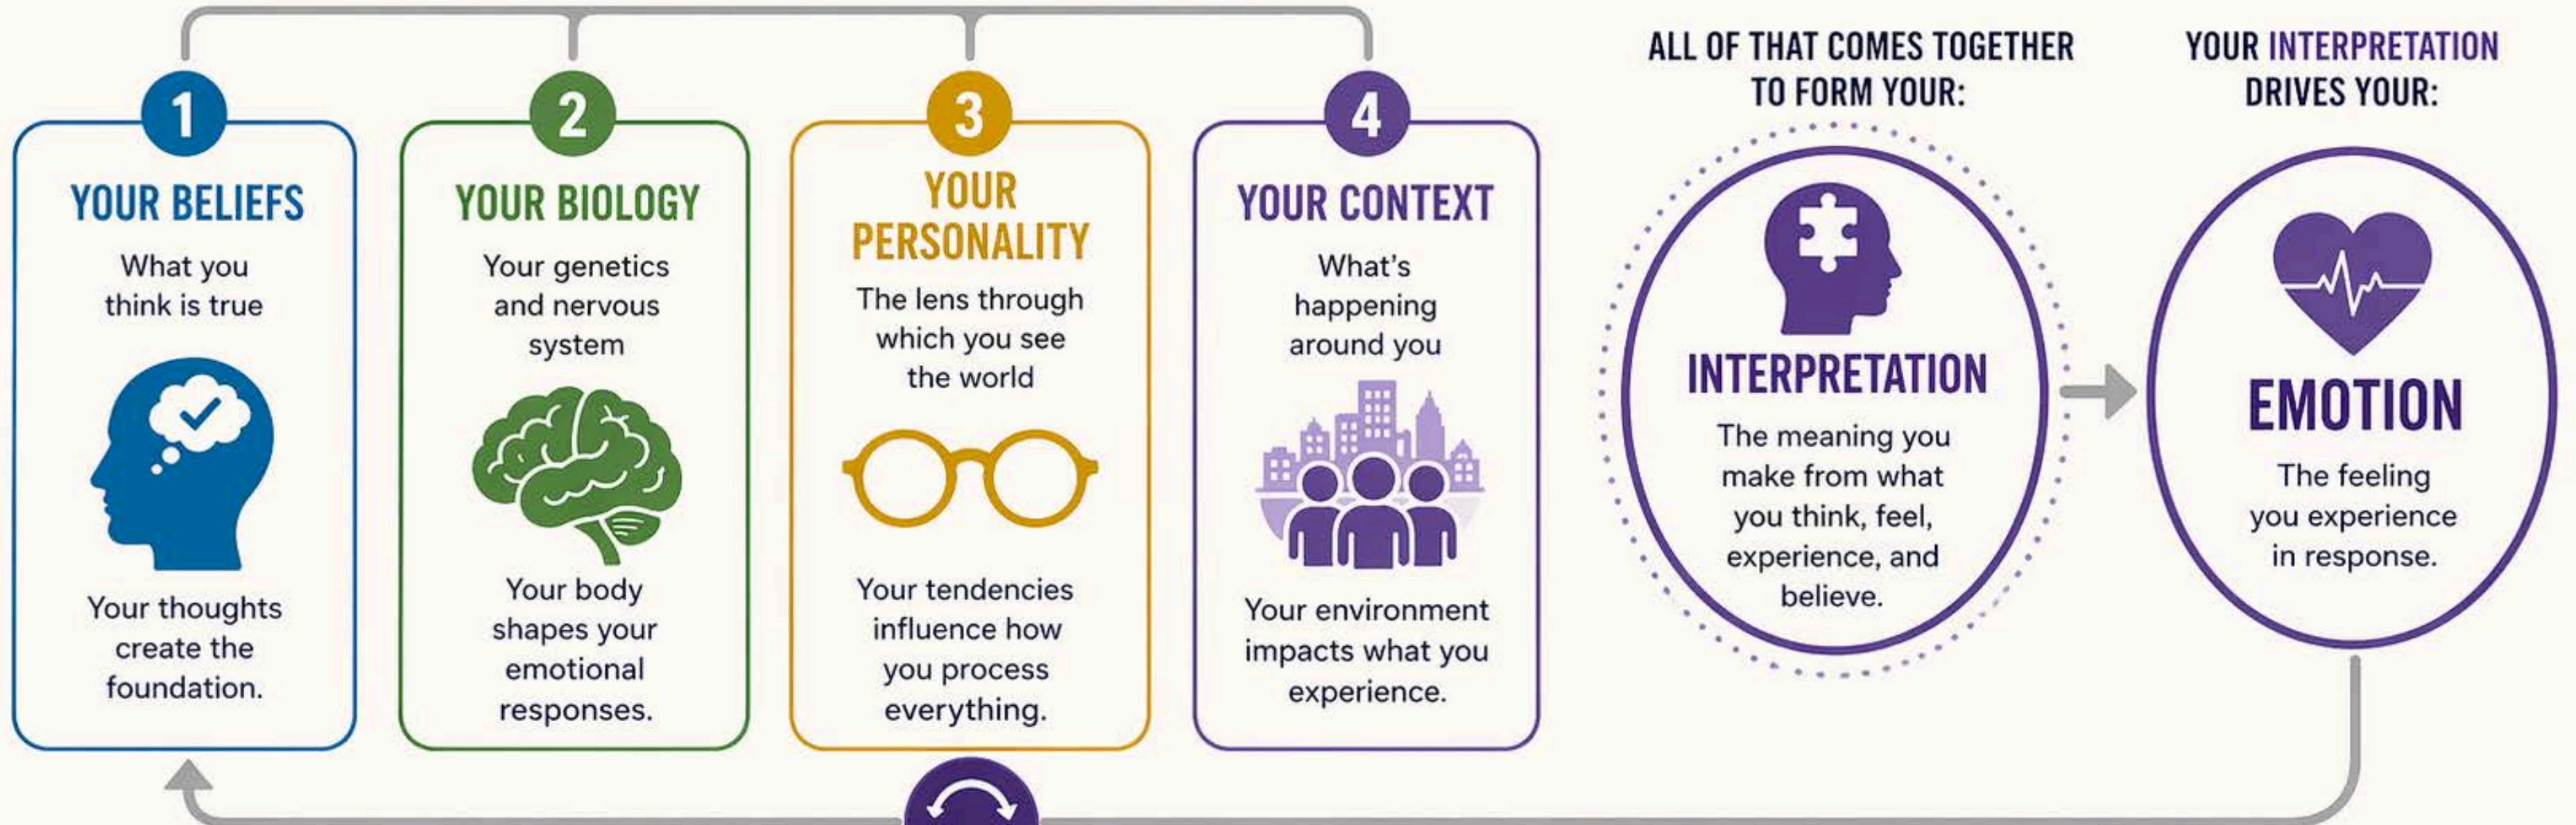 1
YOUR BELIEFS
What you
think is true
Your thoughts
create the
foundation.
2
YOUR BIOLOGY
Your genetics
and nervous
system
Your body
shapes your
emotional
responses.
3
YOUR
PERSONALITY
The lens through
which you see
the world
Your tendencies
influence how
you process
everything.
4
YOUR CONTEXT
What's
happening
around you
Your environment
impacts what you
experience.
ALL OF THAT COMES TOGETHER
TO FORM YOUR:
INTERPRETATION
The meaning you
make from what
you think, feel,
experience, and
believe.
YOUR INTERPRETATION
DRIVES YOUR:
EMOTION
The feeling
you experience
in response.